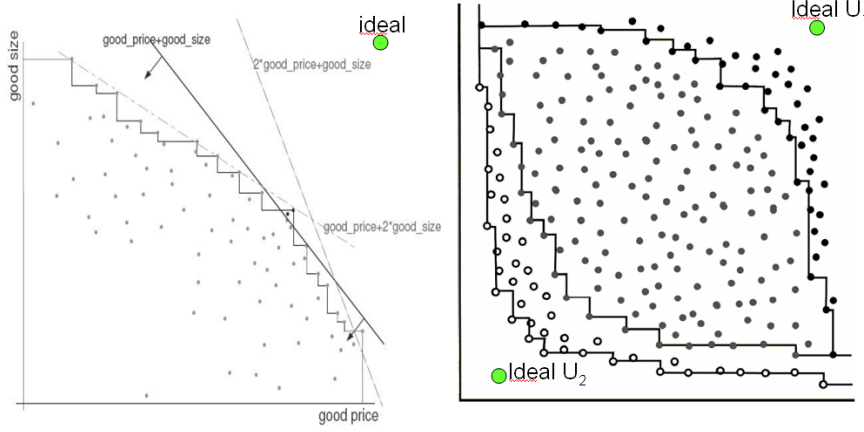 ideal
good_price+good_size
2*good_price+good_size
good size
good_price+2*good_size
good price
Ideal U
Ideal U2